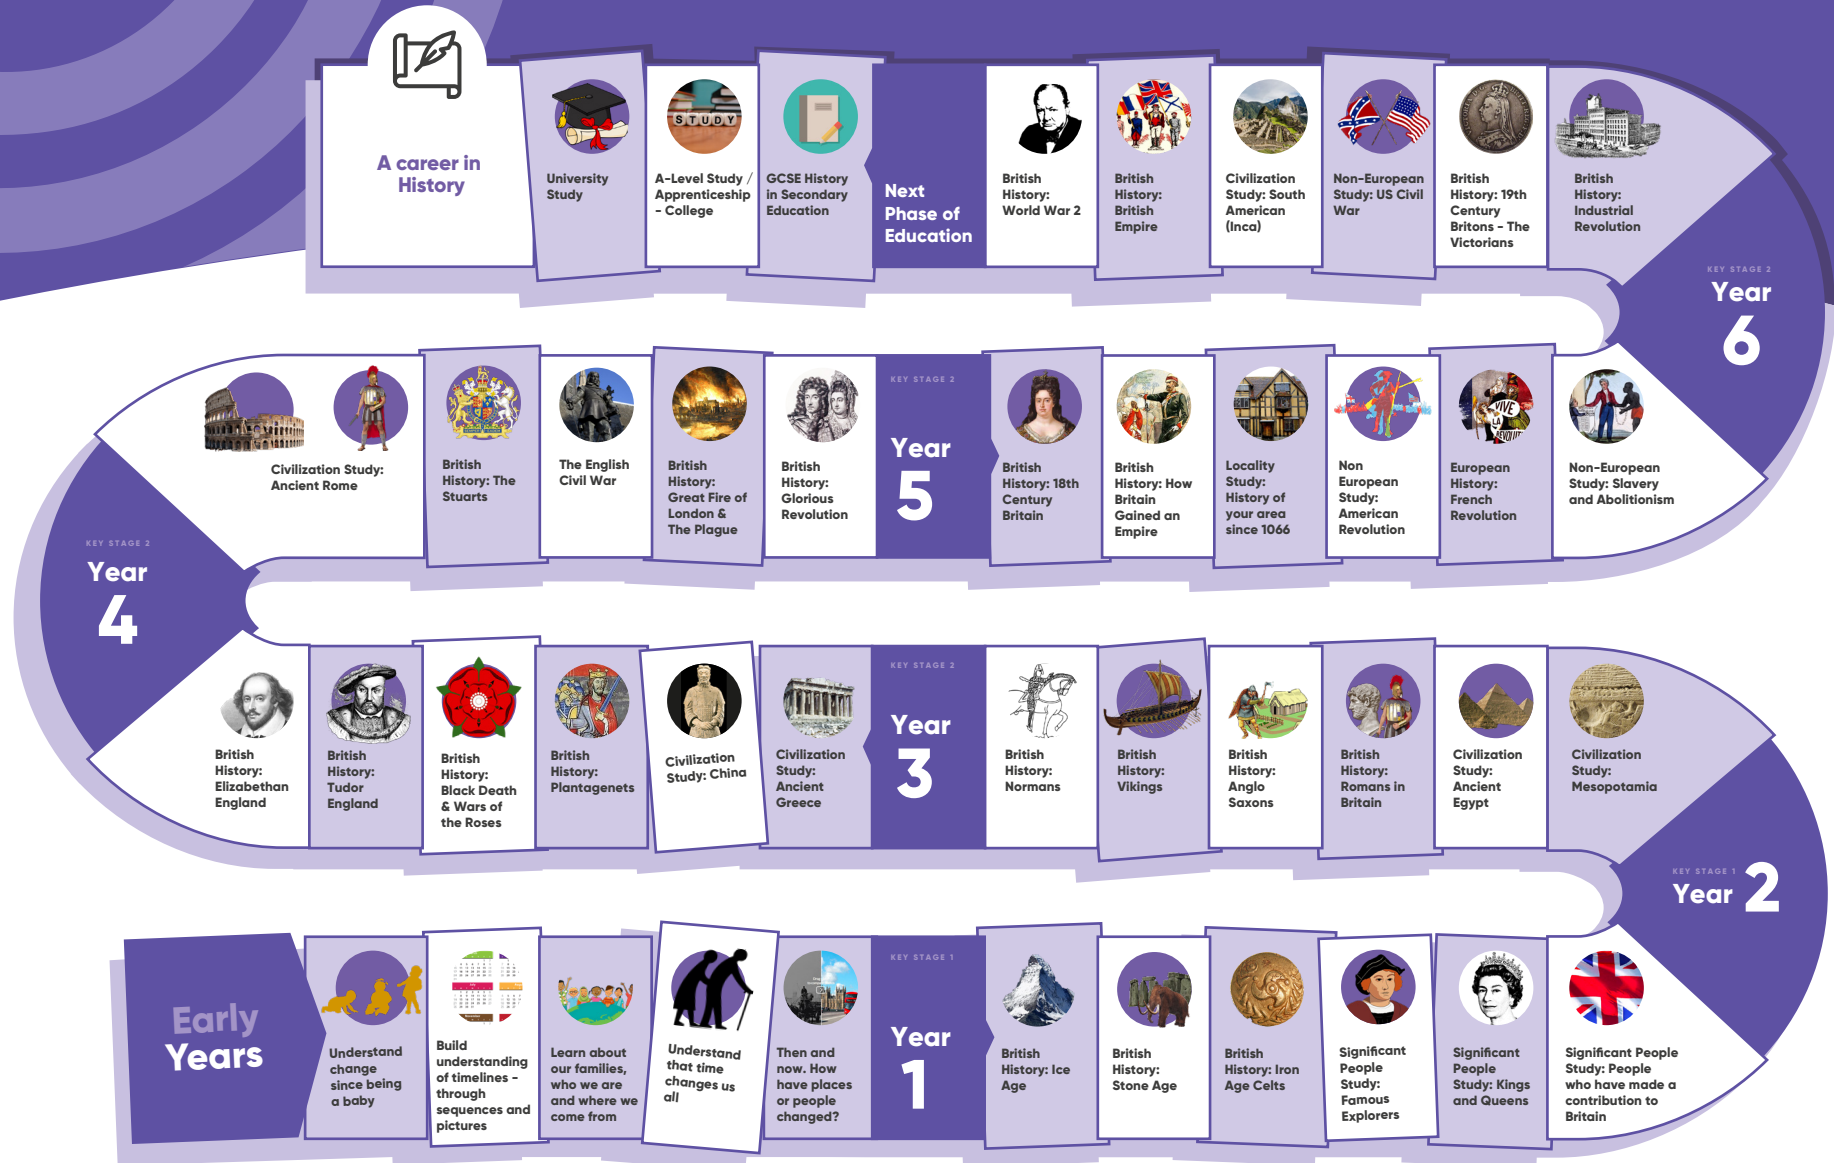 A career in
History
University
Study
STUDY
A-Level Study /
Apprenticeship
- College
GCSE History
in Secondary
Education
Next
Phase of
Education
British
History:
World War 2
British
History:
British
Empire
Civilization
Study: South
American
(Inca)
Non-European
Study: US Civil
War
British
History: 19th
Century
Britons - The
Victorians
British
History:
Industrial
Revolution
KEY STAGE 2
Year
6
Civilization Study:
Ancient Rome
British
History: The
Stuarts
The English
Civil War
British
History:
Great Fire of
London &
The Plague
British
History:
Glorious
Revolution
KEY STAGE 2
Year
5
British
History: 18th
Century
Britain
British
History: How
Britain
Gained an
Empire
Locality
Study:
History of
your area
since 1066
Non
European
Study:
American
Revolution
VIVE
LA
European
History:
French
Revolution
Non-European
Study: Slavery
and Abolitionism
KEY STAGE 2
Year
4
British
History:
Elizabethan
England
British
History:
Tudor
England
British
History:
Black Death
& Wars of
the Roses
British
History:
Plantagenets
Civilization
Study: China
Civilization
Study:
Ancient
Greece
KEY STAGE 2
Year
3
British
History:
Normans
British
History:
Vikings
British
History:
Anglo
Saxons
British
History:
Romans in
Britain
Civilization
Study:
Ancient
Egypt
Civilization
Study:
Mesopotamia
KEY STAGE 1
Year 2
Early
Years
Understand
change
since being
a baby
Build
understanding
of timelines -
through
sequences and
pictures
Learn about
our families,
who we are
and where we
come from
Understand
that time
changes us
all
Then and
now. How
have places
or people
changed?
KEY STAGE 1
Year
1
British
History: Ice
Age
British
History:
Stone Age
British
History: Iron
Age Celts
Significant
People
Study:
Famous
Explorers
Significant
People
Study: Kings
and Queens
Significant People
Study: People
who have made a
contribution to
Britain